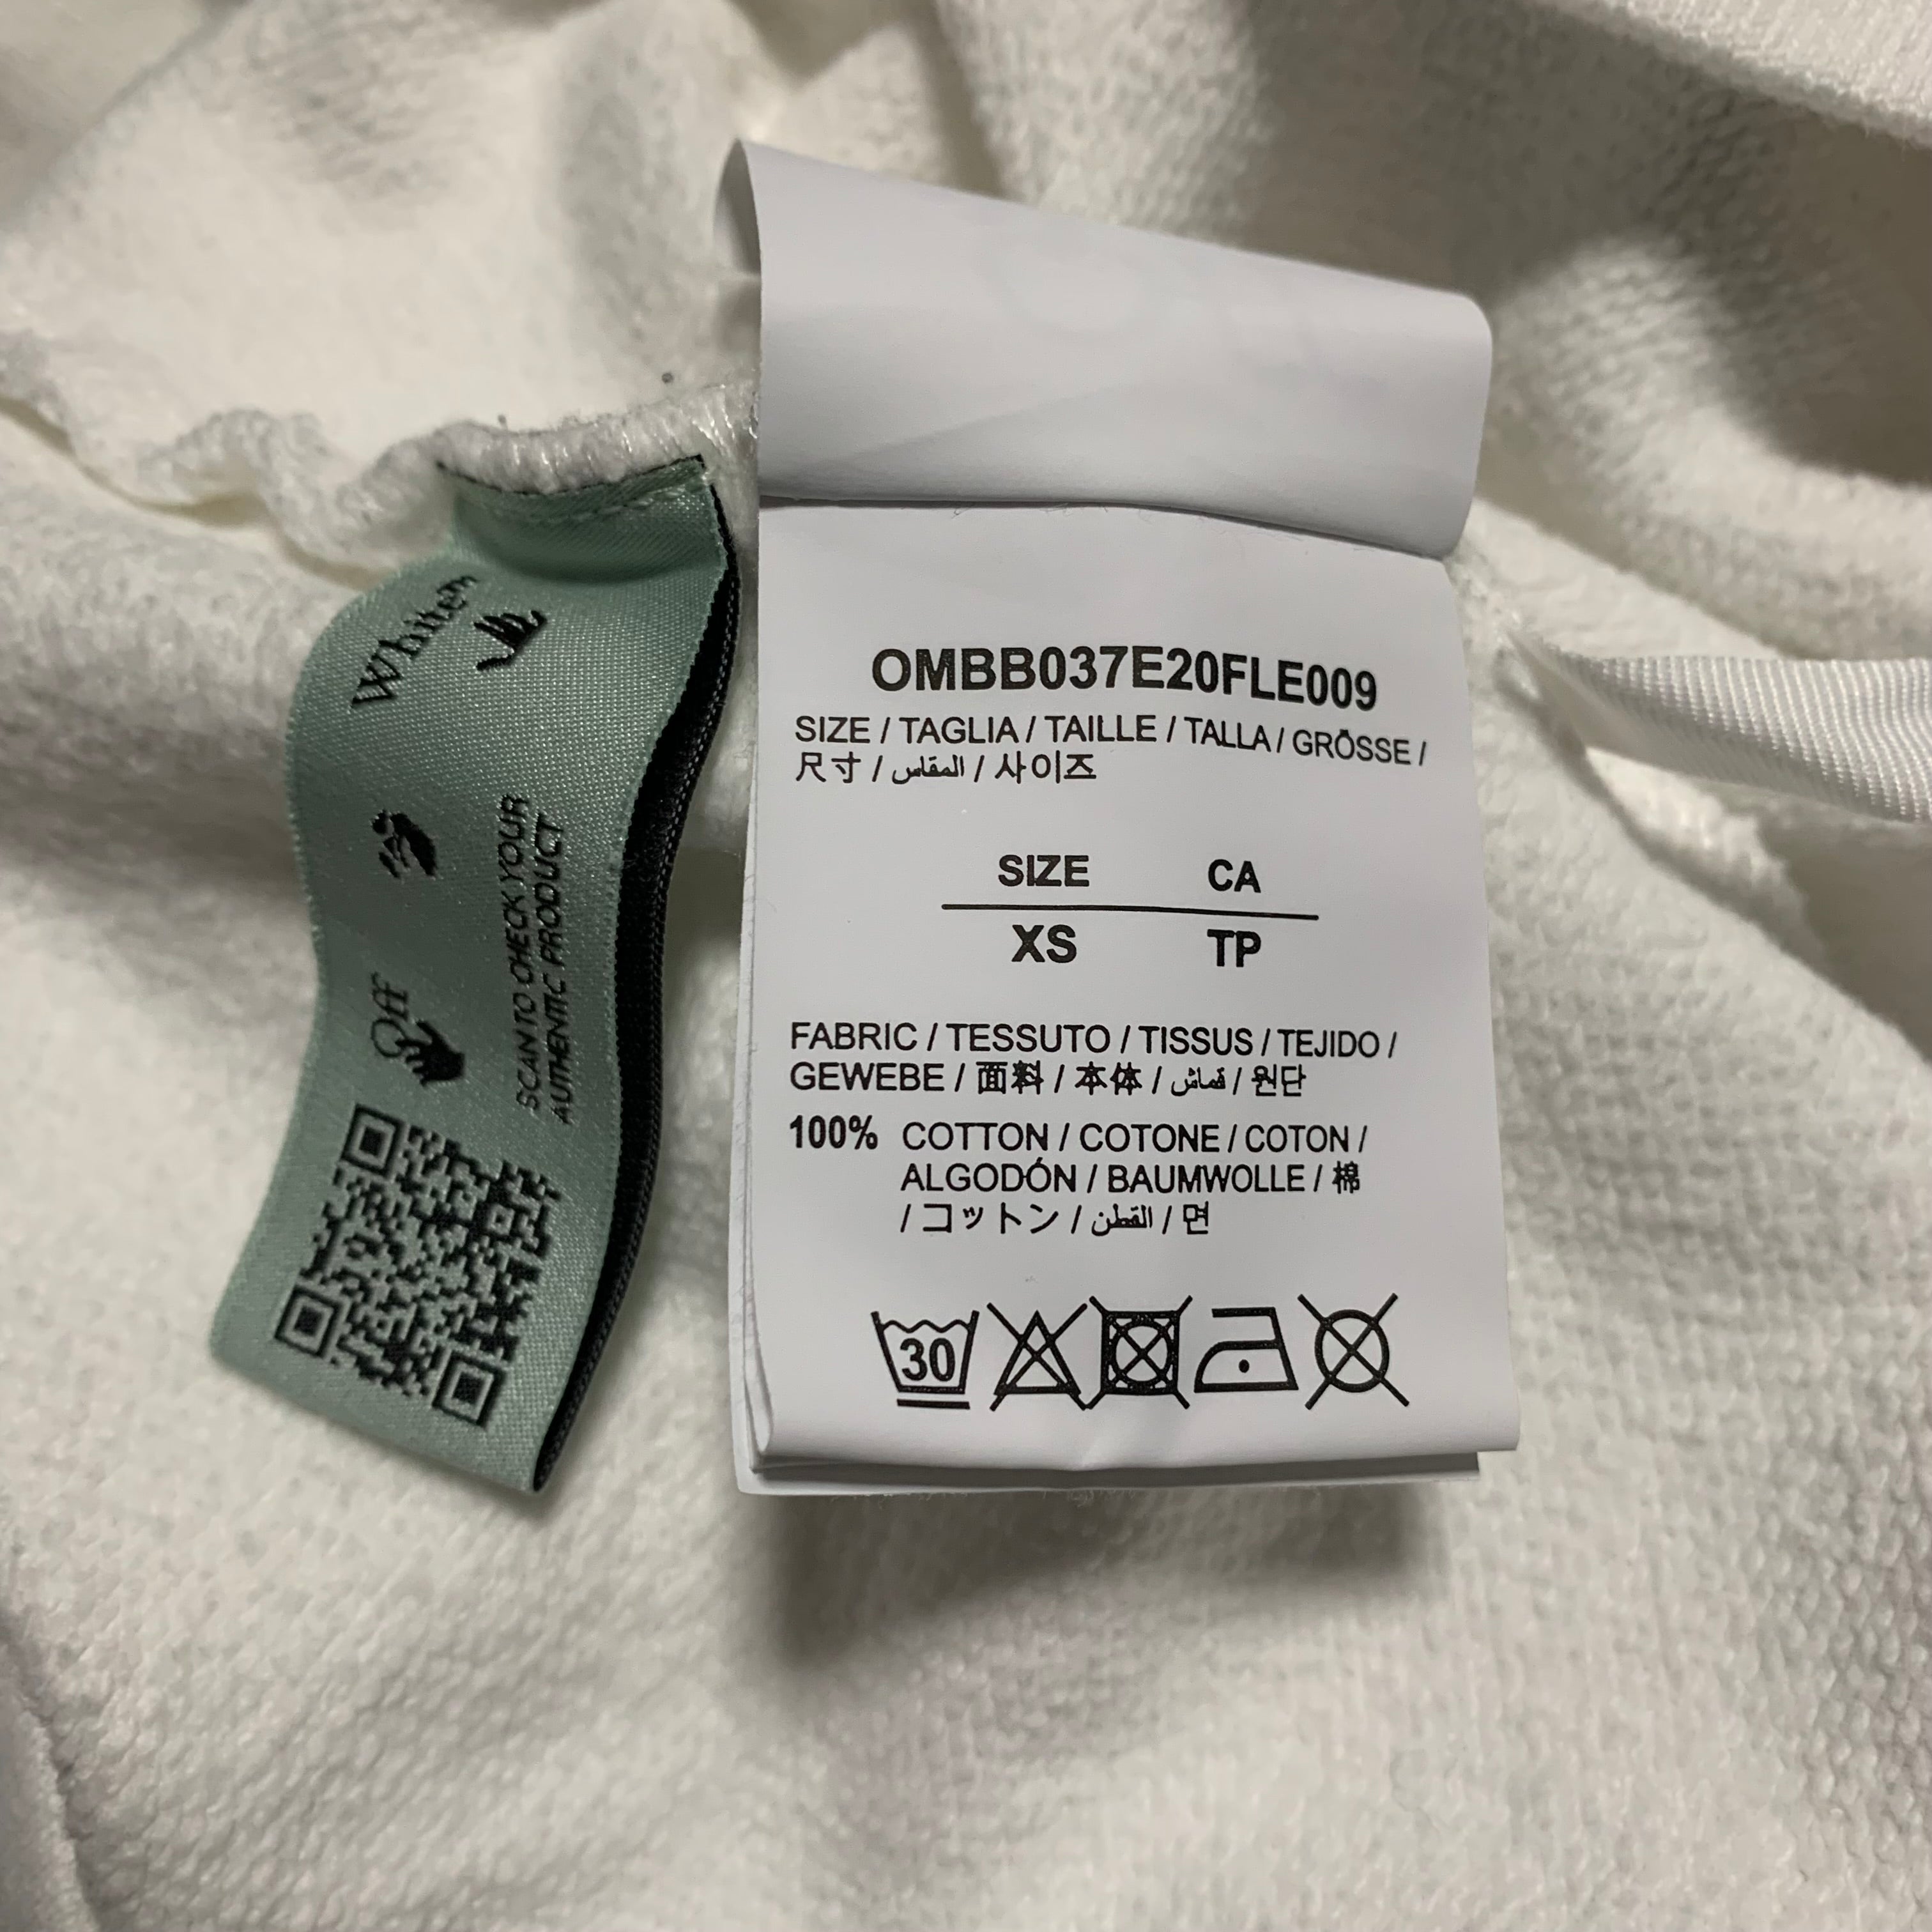 Off White™
SCAN TO CHECK YOUR
AUTHENTIC PRODUCT
OMBB037E20FLE009
SIZE / TAGLIA / TAILLE / TALLA / GRÖSSE /
尺寸 / المقاس / 사이즈
SIZE CA
XS TP
FABRIC / TESSUTO / TISSUS / TEJIDO /
GEWEBE / 面料 / 本体 / قماش / 원단
100% COTTON / COTONE / COTON /
ALGODÓN / BAUMWOLLE / 棉
/ コットン / القطن / 면
30